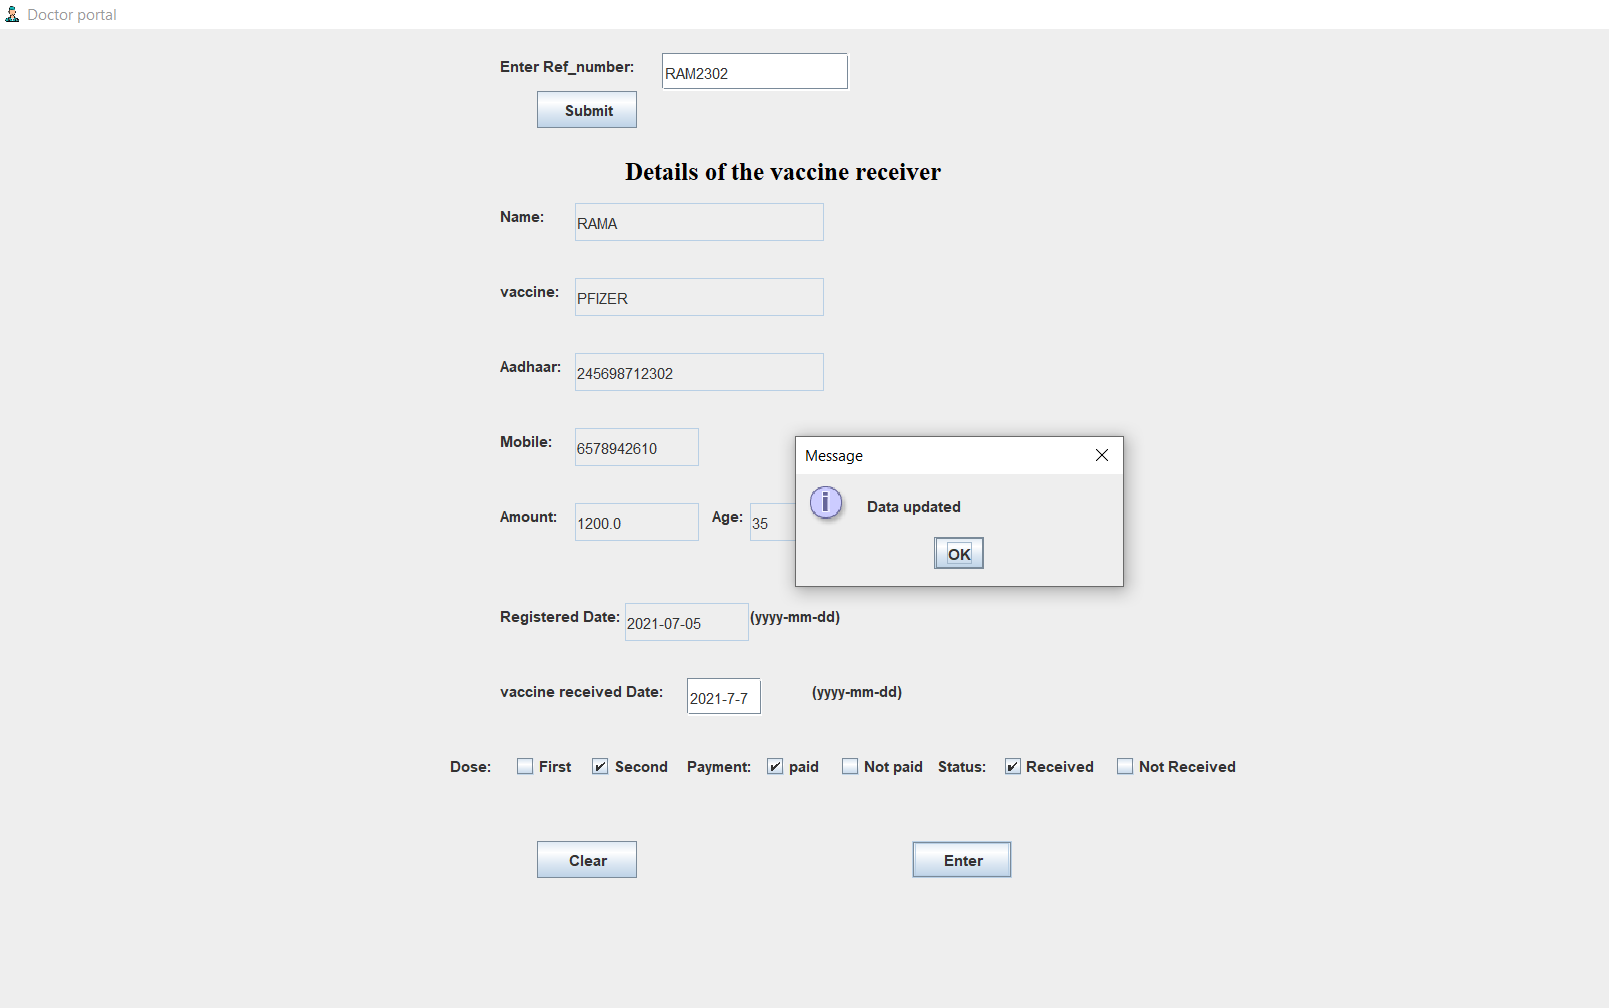 Doctor portal
Enter Ref_number: RAM2302
Submit
Details of the vaccine receiver
Name: RAMA
vaccine: PFIZER
Aadhaar: 245698712302
Mobile: 6578942610
Message
Data updated
OK
Amount: 1200.0 Age: 35
Registered Date: 2021-07-05 (yyyy-mm-dd)
vaccine received Date: 2021-7-7 (yyyy-mm-dd)
Dose: First Second Payment: paid Not paid Status: Received Not Received
Clear Enter